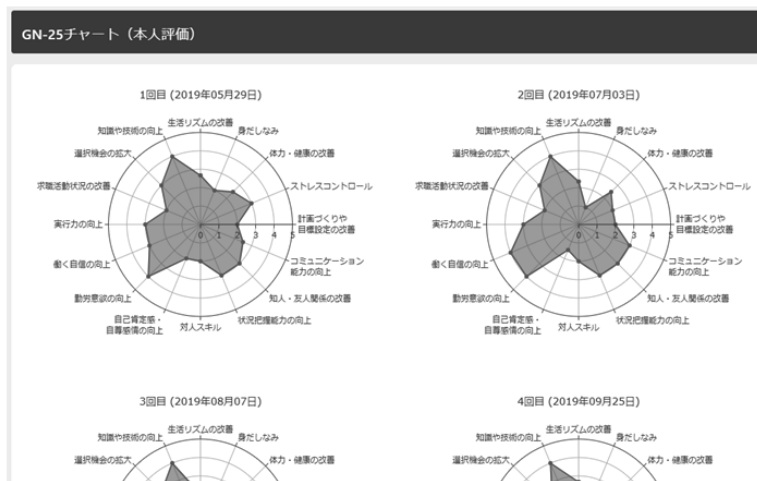 GN-25チャート（本人評価）
1回目 (2019年05月29日)
生活リズムの改善
身だしなみ
体力・健康の改善
ストレスコントロール
計画づくりや
目標設定の改善
コミュニケーション
能力の向上
知人・友人関係の改善
状況把握能力の向上
対人スキル
自己肯定感・
自尊感情の向上
勤労意欲の向上
働く自信の向上
実行力の向上
求職活動状況の改善
選択機会の拡大
知識や技術の向上
0 1 2 3 4 5
2回目 (2019年07月03日)
生活リズムの改善
身だしなみ
体力・健康の改善
ストレスコントロール
計画づくりや
目標設定の改善
コミュニケーション
能力の向上
知人・友人関係の改善
状況把握能力の向上
対人スキル
自己肯定感・
自尊感情の向上
勤労意欲の向上
働く自信の向上
実行力の向上
求職活動状況の改善
選択機会の拡大
知識や技術の向上
0 1 2 3 4 5
3回目 (2019年08月07日)
生活リズムの改善
知識や技術の向上
身だしなみ
選択機会の拡大
体力・健康の改善
4回目 (2019年09月25日)
生活リズムの改善
知識や技術の向上
身だしなみ
選択機会の拡大
体力・健康の改善